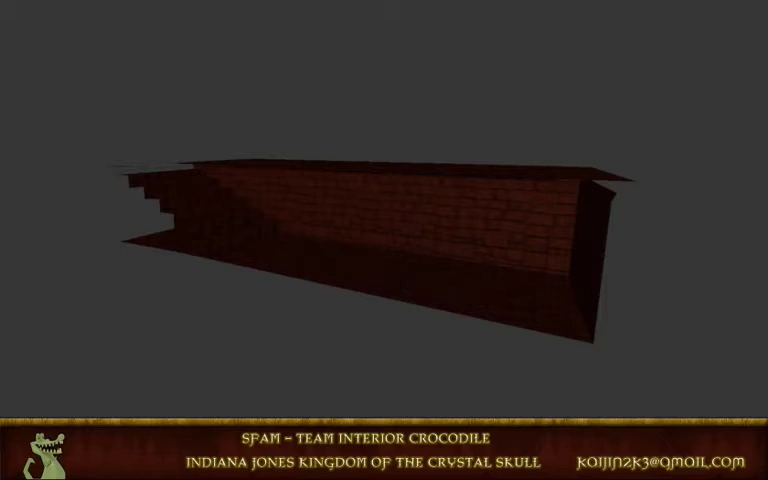 SFAM – TEAM INTERIOR CROCODILE
INDIANA JONES KINGDOM OF THE CRYSTAL SKULL
KOIJIN2K3@GMAIL.COM